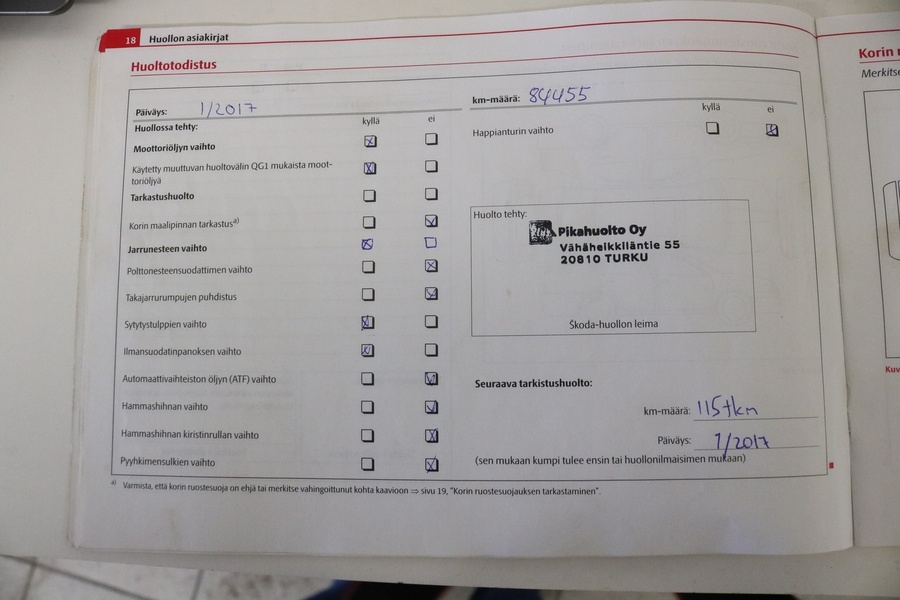 18 Huollon asiakirjat
Huoltotodistus
Päiväys: 1/2017
Huollossa tehty: kyllä ei
Moottoriöljyn vaihto
Käytetty muuttuvan huoltovälin QG1 mukaista moot-
toriöljyä
Tarkastushuolto
Korin maalipinnan tarkastus a)
Jarrunesteen vaihto
Polttonesteensuodattimen vaihto
Takajarrurumpujen puhdistus
Sytytystulppien vaihto
Ilmansuodatinpanoksen vaihto
Automaattivaihteiston öljyn (ATF) vaihto
Hammashihnan vaihto
Hammashihnan kiristinrullan vaihto
Pyyhkimensulkien vaihto
km-määrä: 84455
kyllä ei
Happianturin vaihto
Huolto tehty:
Pikahuolto Oy
Vähäheikkiläntie 55
20810 TURKU
Škoda-huollon leima
Seuraava tarkistushuolto:
km-määrä: 115tkm
Päiväys: 1/2017
(sen mukaan kumpi tulee ensin tai huollonilmaisimen mukaan)
a) Varmista, että korin ruostesuoja on ehjä tai merkitse vahingoittunut kohta kaavioon ⇒ sivu 19, "Korin ruostesuojauksen tarkastaminen".
Korin
Merkitse
Kuv